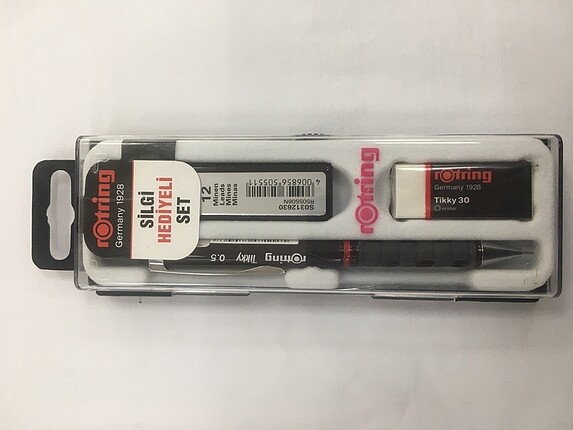 rotring
Germany 1928
SİLGİ
HEDİYELİ
SET
12
Minen
Leads
Mines
Minas
4 006856 505511
S0312630
R505506N
rotring
rotring
Germany 1928
Tikky 30
rotring Tikky 0.5